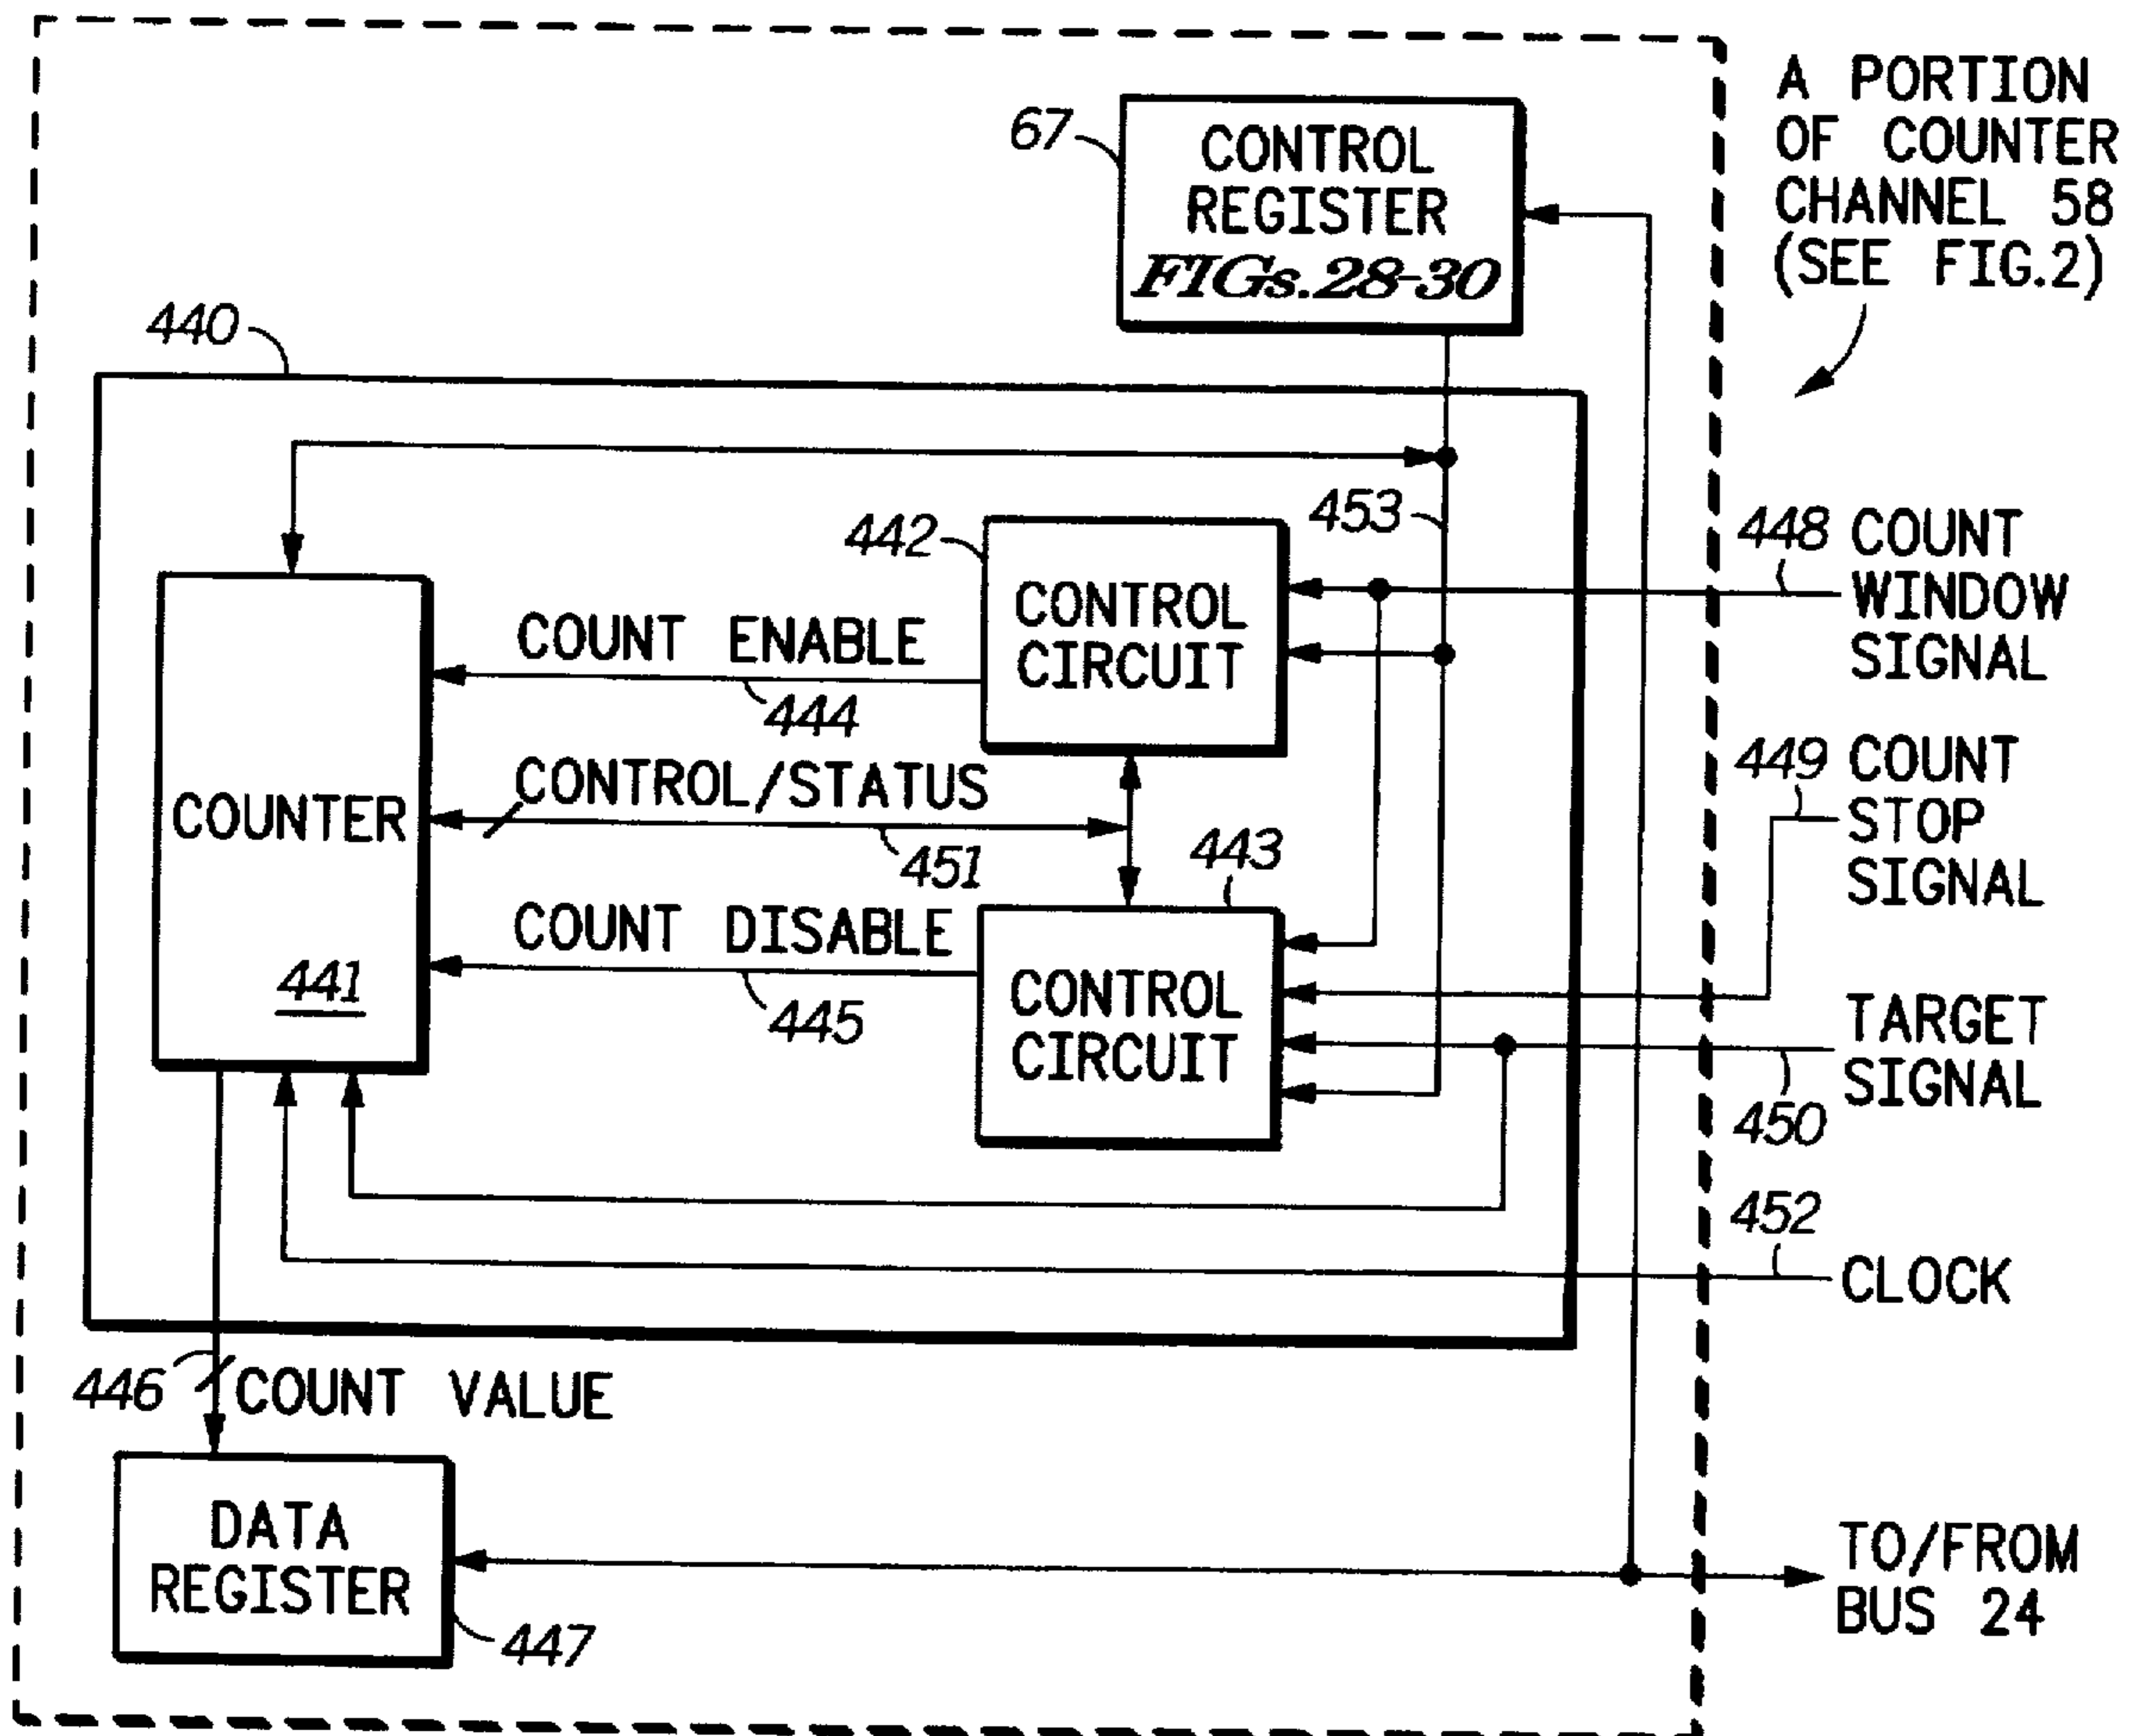 A PORTION
OF COUNTER
CHANNEL 58
(SEE FIG.2)
67
CONTROL
REGISTER
FIGs.28-30
440
453
442
CONTROL
CIRCUIT
448
COUNT
WINDOW
SIGNAL
COUNT ENABLE
444
CONTROL/STATUS
451
449
COUNT
STOP
SIGNAL
COUNTER
441
443
COUNT DISABLE
445
CONTROL
CIRCUIT
TARGET
SIGNAL
450
452
CLOCK
446
COUNT VALUE
DATA
REGISTER
447
TO/FROM
BUS 24